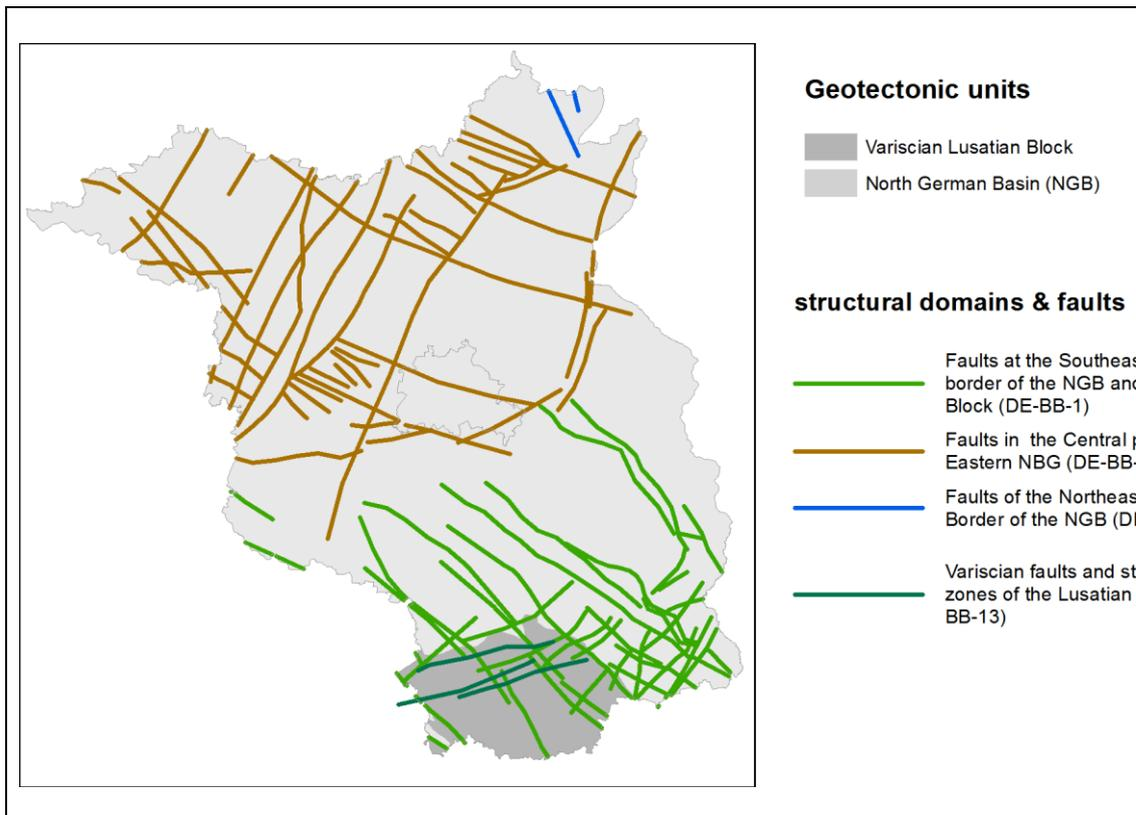 Geotectonic units
Variscian Lusatian Block
North German Basin (NGB)
structural domains & faults
Faults at the Southeas
border of the NGB and
Block (DE-BB-1)
Faults in the Central p
Eastern NBG (DE-BB-
Faults of the Northeas
Border of the NGB (DE
Variscian faults and st
zones of the Lusatian
BB-13)